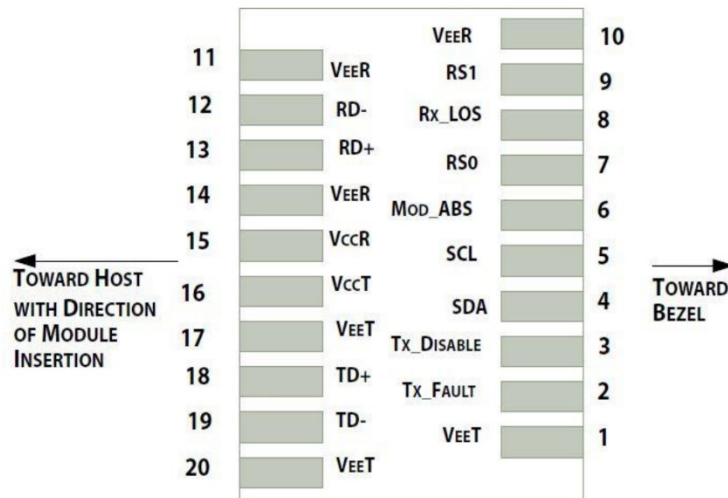 11 VEER
12 RD-
13 RD+
14 VEER
15 VCCR
16 VCCT
17 VEET
18 TD+
19 TD-
20 VEET
TOWARD HOST
WITH DIRECTION
OF MODULE
INSERTION
VEER 10
RS1 9
RX_LOS 8
RS0 7
MOD_ABS 6
SCL 5
SDA 4
TX_DISABLE 3
TX_FAULT 2
VEET 1
TOWARD
BEZEL